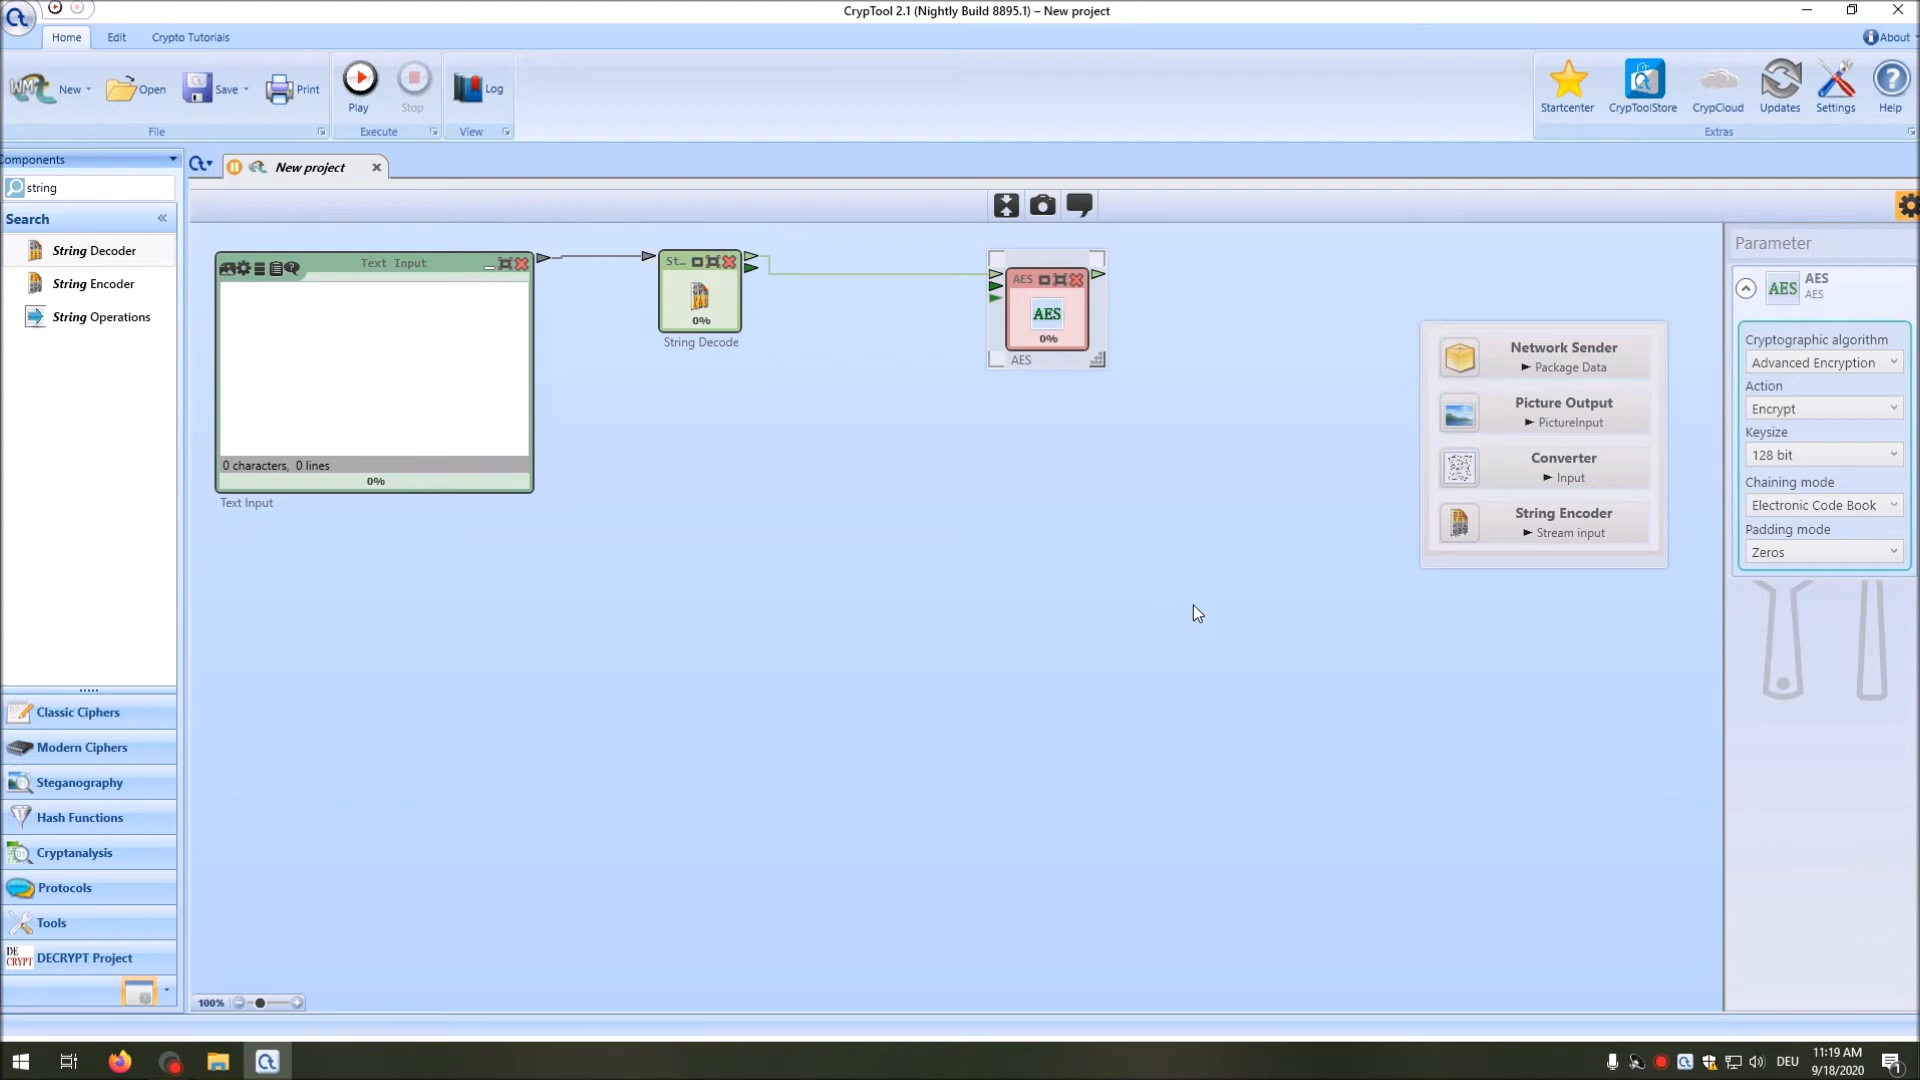 CrypTool 2.1 (Nightly Build 8895.1) – New project
Home
Edit
Crypto Tutorials
About
New
Open
Save
Print
Play
Stop
Log
Startcenter
CrypToolStore
CrypCloud
Updates
Settings
Help
File
Execute
View
Extras
Components
New project
string
Search
String Decoder
String Encoder
String Operations
Text Input
0 characters, 0 lines
0%
Text Input
St...
0%
String Decode
AES
AES
0%
AES
Network Sender
Package Data
Picture Output
PictureInput
Converter
Input
String Encoder
Stream input
Parameter
AES
AES
AES
Cryptographic algorithm
Advanced Encryption
Action
Encrypt
Keysize
128 bit
Chaining mode
Electronic Code Book
Padding mode
Zeros
Classic Ciphers
Modern Ciphers
Steganography
Hash Functions
Cryptanalysis
Protocols
Tools
DE
CRYPT
DECRYPT Project
100%
DEU
11:19 AM
9/18/2020
1